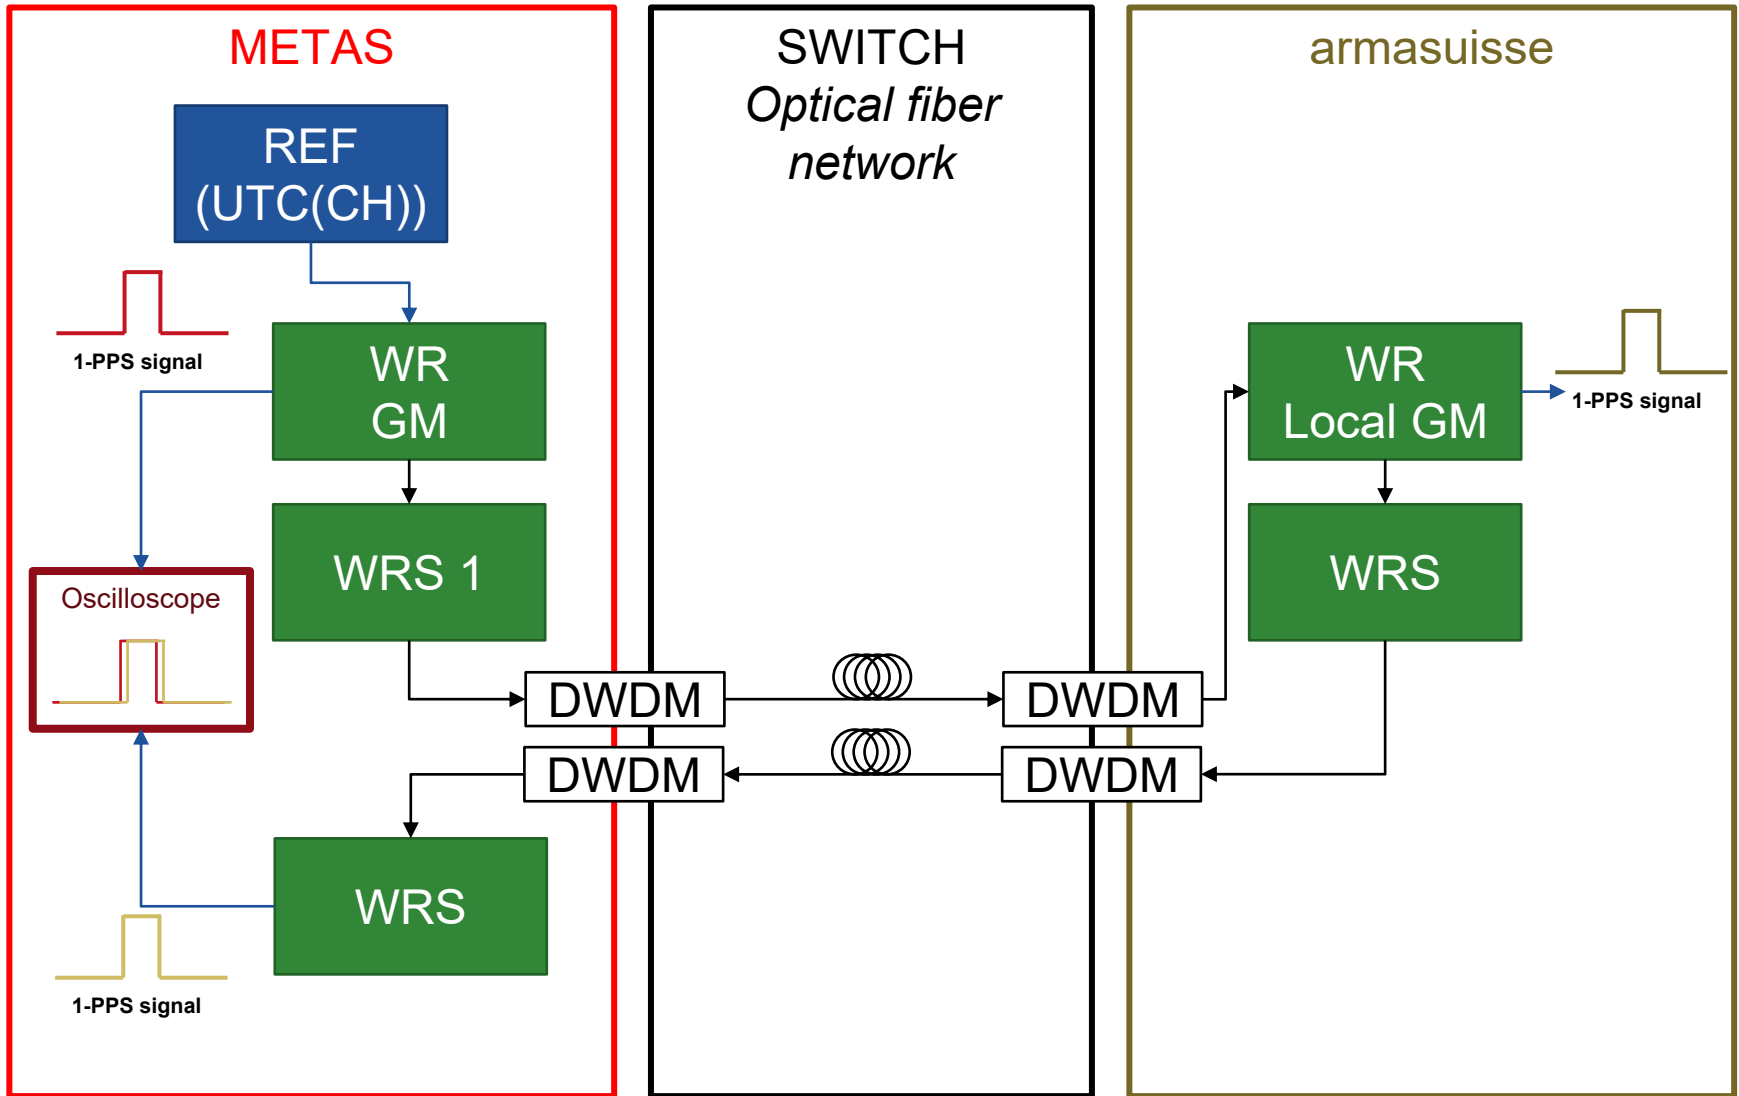 METAS
REF
(UTC(CH))
1-PPS signal
WR
GM
WRS 1
Oscilloscope
WRS
1-PPS signal
SWITCH
Optical fiber
network
DWDM
DWDM
DWDM
DWDM
armasuisse
WR
Local GM
1-PPS signal
WRS